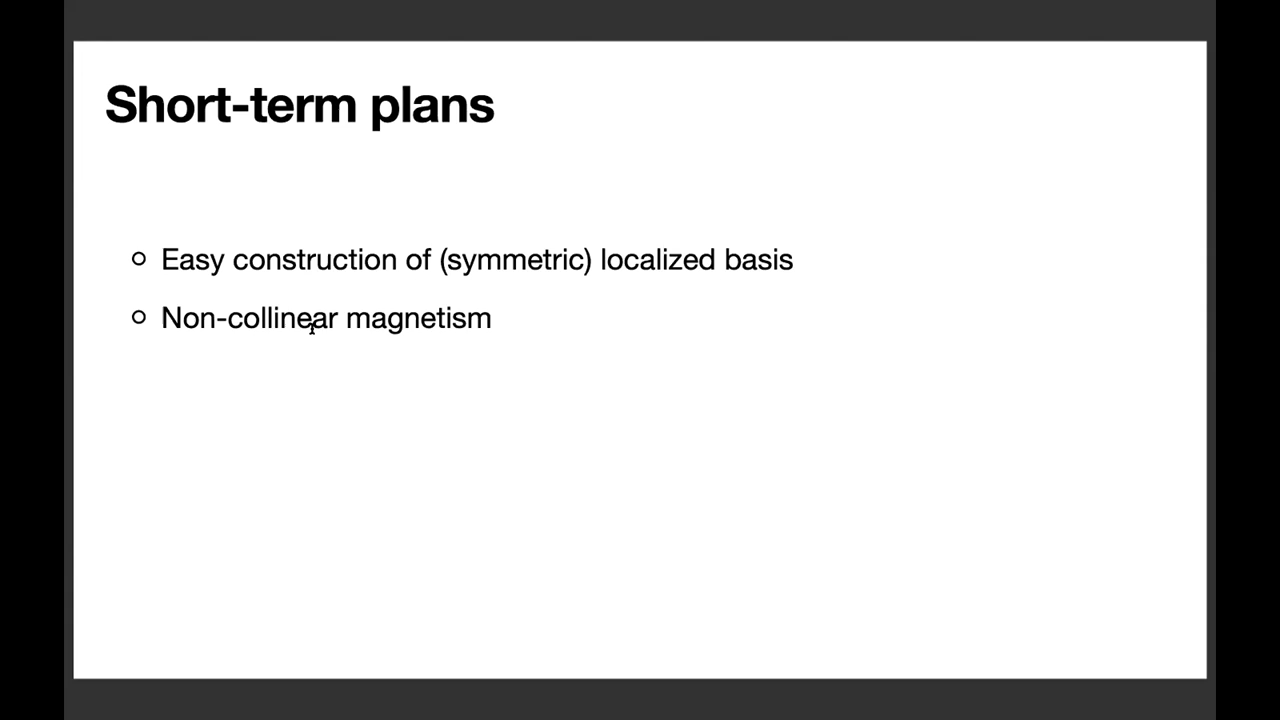 Short-term plans
Easy construction of (symmetric) localized basis
Non-collinear magnetism